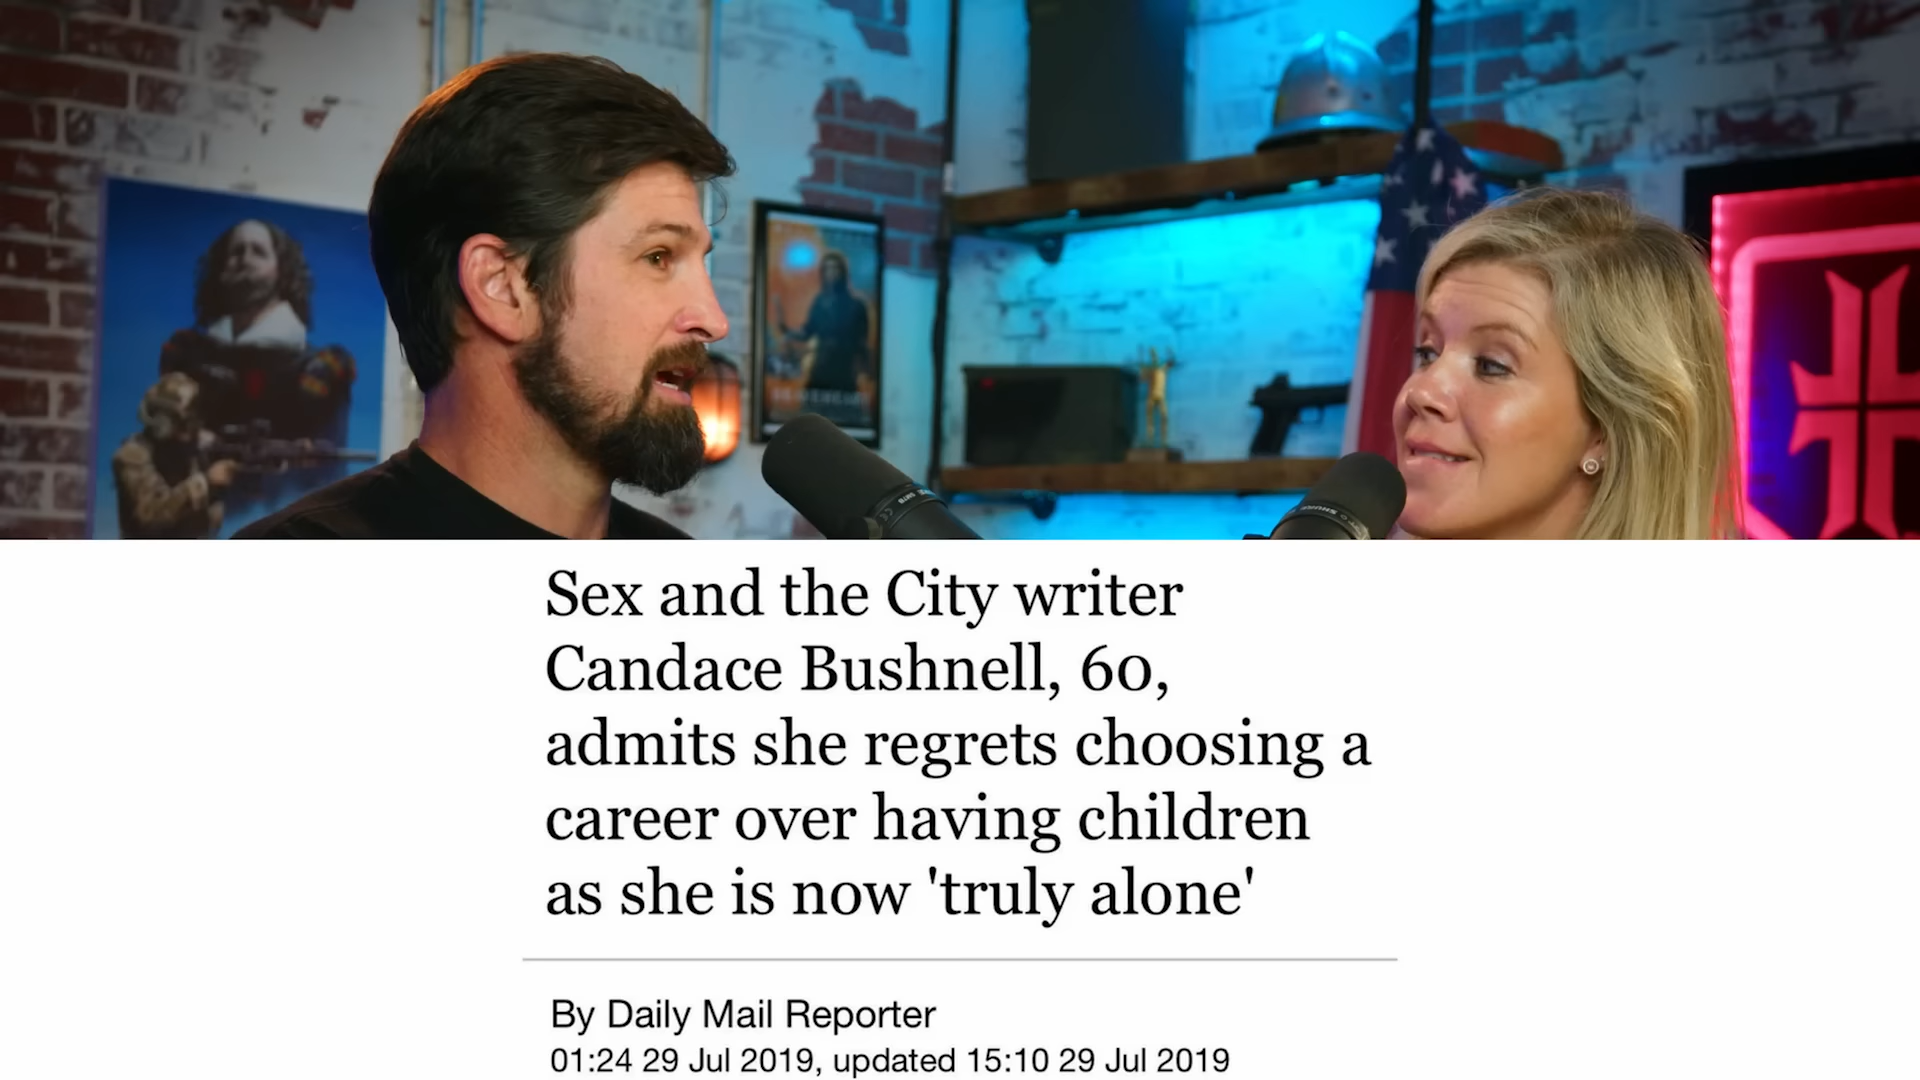 Sex and the City writer
Candace Bushnell, 60,
admits she regrets choosing a
career over having children
as she is now 'truly alone'
By Daily Mail Reporter
01:24 29 Jul 2019, updated 15:10 29 Jul 2019